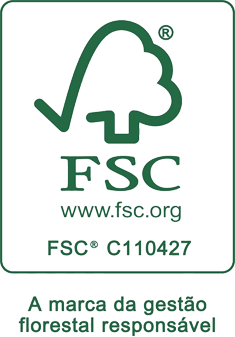 ®
FSC
www.fsc.org
FSC® C110427
A marca da gestão
florestal responsável